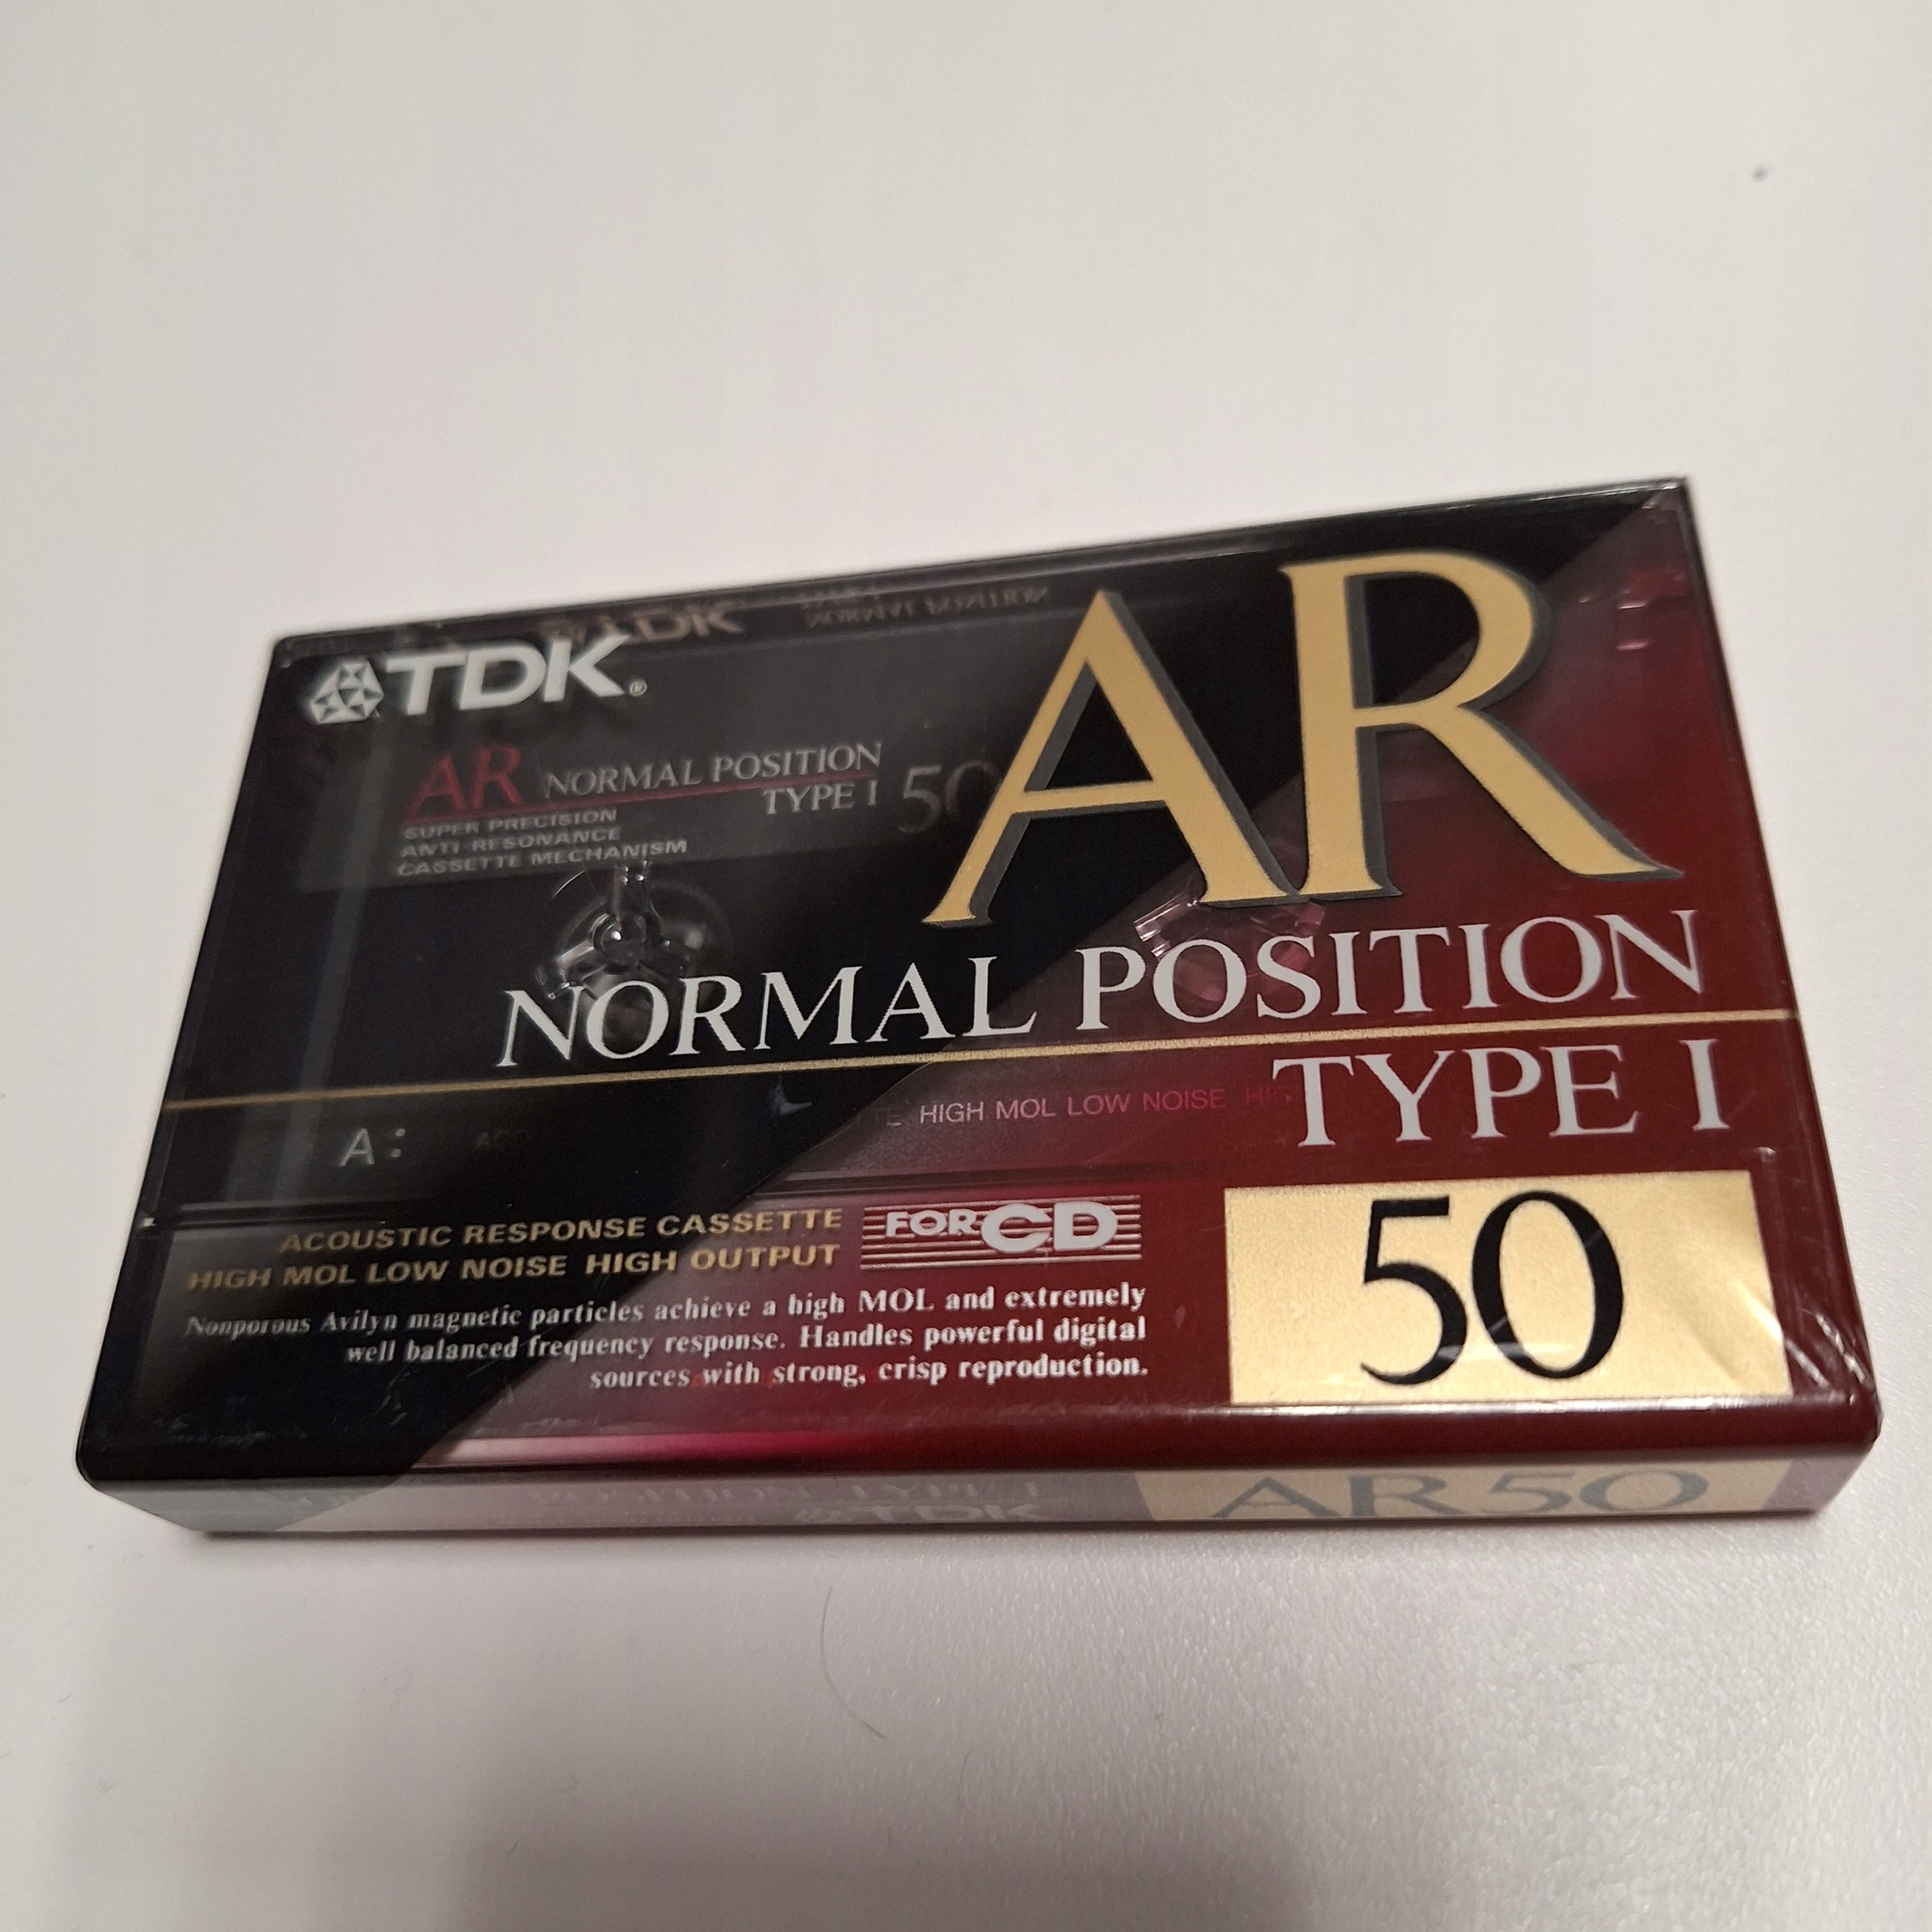 TDK®
AR
AR NORMAL POSITION
TYPE I 50
SUPER PRECISION
ANTI-RESONANCE
CASSETTE MECHANISM
NORMAL POSITION
TYPE I
HIGH MOL LOW NOISE
A:
ACOUSTIC RESPONSE CASSETTE
HIGH MOL LOW NOISE HIGH OUTPUT
FOR CD
50
Nonporous Avilyn magnetic particles achieve a high MOL and extremely
well balanced frequency response. Handles powerful digital
sources with strong, crisp reproduction.
POSITION TYPE I
TDK
AR50